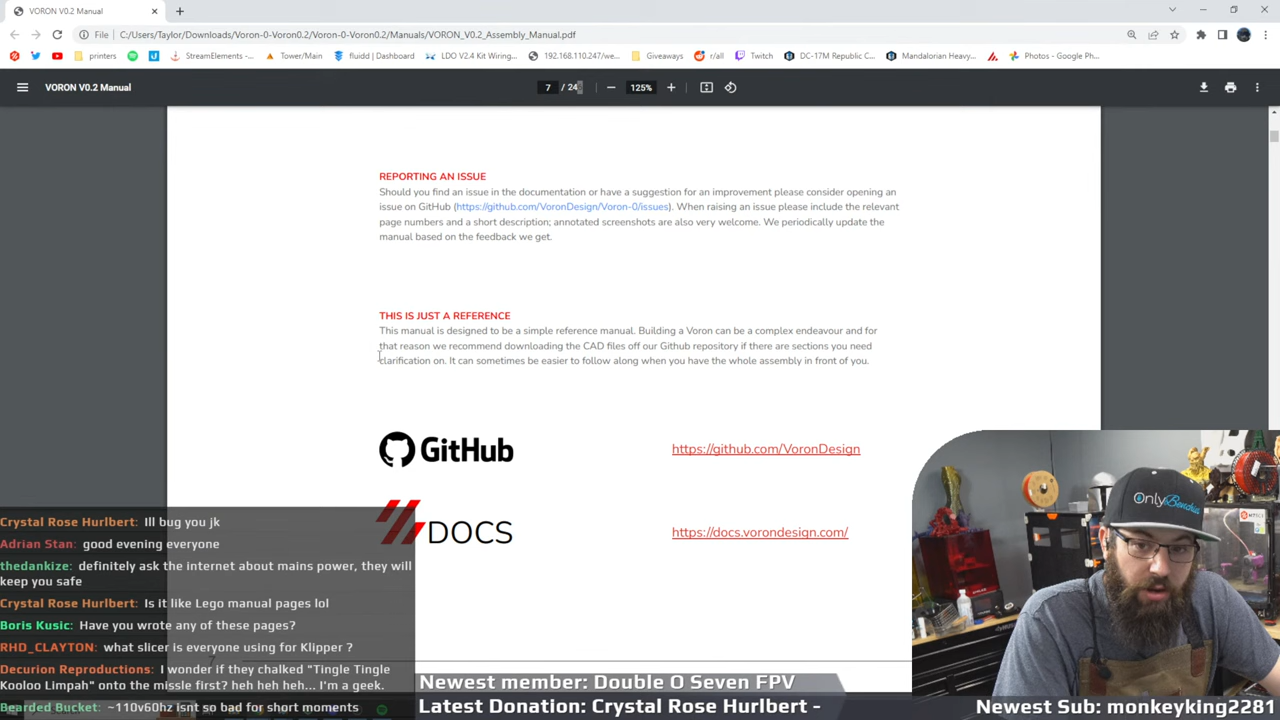 VORON V0.2 Manual
File C:/Users/Taylor/Downloads/Voron-0-Voron0.2/Voron-0-Voron0.2/Manuals/VORON_V0.2_Assembly_Manual.pdf
printers StreamElements -... Tower/Main fluidd | Dashboard LDO V2.4 Kit Wiring... 192.168.110.247/we... Giveaways r/all Twitch DC-17M Republic C... Mandalorian Heavy... Photos - Google Ph...
VORON V0.2 Manual 7 / 24 125%
REPORTING AN ISSUE
Should you find an issue in the documentation or have a suggestion for an improvement please consider opening an
issue on GitHub (https://github.com/VoronDesign/Voron-0/issues). When raising an issue please include the relevant
page numbers and a short description; annotated screenshots are also very welcome. We periodically update the
manual based on the feedback we get.
THIS IS JUST A REFERENCE
This manual is designed to be a simple reference manual. Building a Voron can be a complex endeavour and for
that reason we recommend downloading the CAD files off our Github repository if there are sections you need
clarification on. It can sometimes be easier to follow along when you have the whole assembly in front of you.
GitHub https://github.com/VoronDesign
DOCS https://docs.vorondesign.com/
Crystal Rose Hurlbert: Ill bug you jk
Adrian Stan: good evening everyone
thedankize: definitely ask the internet about mains power, they will
keep you safe
Crystal Rose Hurlbert: Is it like Lego manual pages lol
Boris Kusic: Have you wrote any of these pages?
RHD_CLAYTON: what slicer is everyone using for Klipper ?
Decurion Reproductions: I wonder if they chalked "Tingle Tingle
Kooloo Limpah" onto the missle first? heh heh heh... I'm a geek.
Bearded Bucket: ~110v60hz isnt so bad for short moments
Only Benchys
Newest member: Double O Seven FPV
Latest Donation: Crystal Rose Hurlbert -
Newest Sub: monkeyking2281